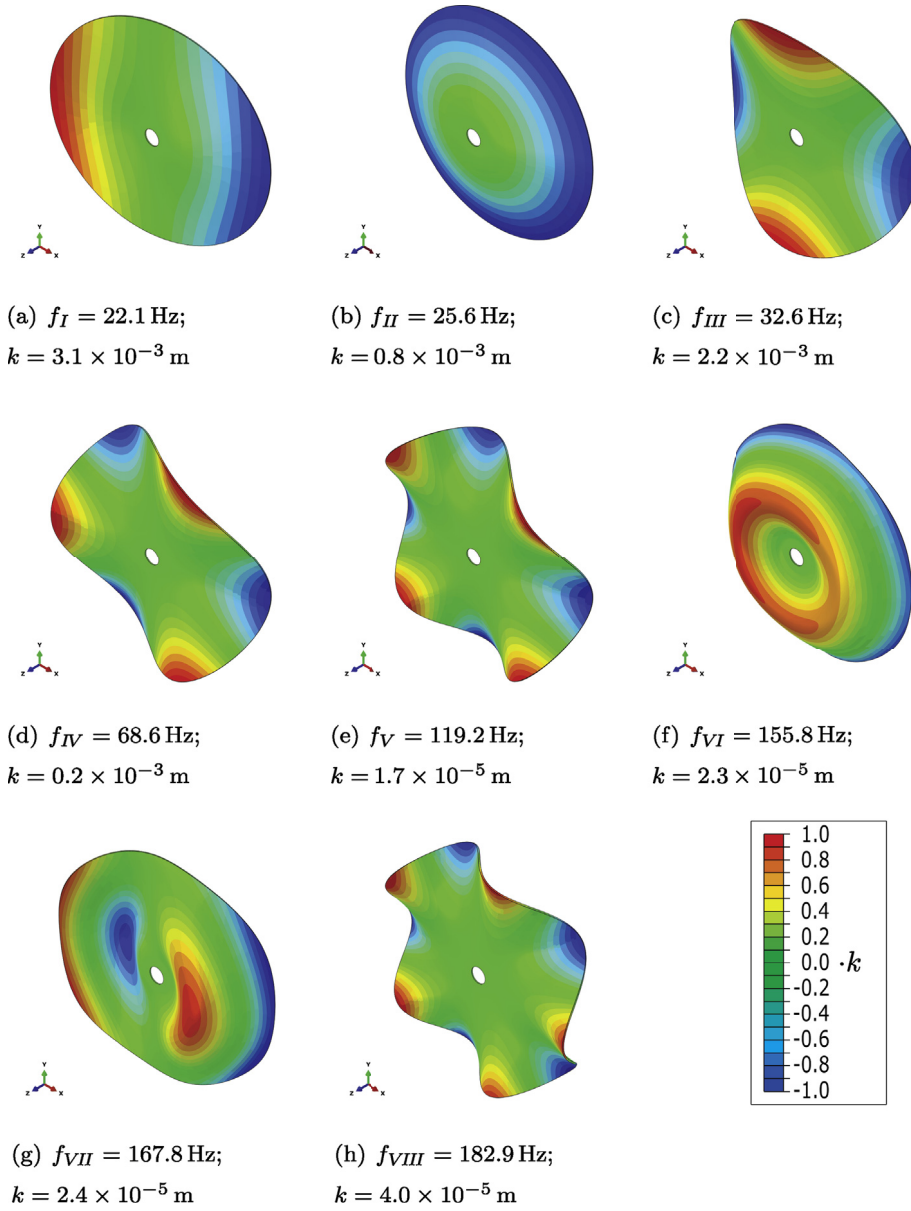 Y
Z
X
Y
Z
X
Y
Z
X
(a) f_I = 22.1 Hz;
k = 3.1 × 10⁻³ m
(b) f_II = 25.6 Hz;
k = 0.8 × 10⁻³ m
(c) f_III = 32.6 Hz;
k = 2.2 × 10⁻³ m
Y
Z
X
Y
Z
X
Y
Z
X
(d) f_IV = 68.6 Hz;
k = 0.2 × 10⁻³ m
(e) f_V = 119.2 Hz;
k = 1.7 × 10⁻⁵ m
(f) f_VI = 155.8 Hz;
k = 2.3 × 10⁻⁵ m
Y
Z
X
Y
Z
X
1.0
0.8
0.6
0.4
0.2
0.0
-0.2
-0.4
-0.6
-0.8
-1.0
·k
(g) f_VII = 167.8 Hz;
k = 2.4 × 10⁻⁵ m
(h) f_VIII = 182.9 Hz;
k = 4.0 × 10⁻⁵ m